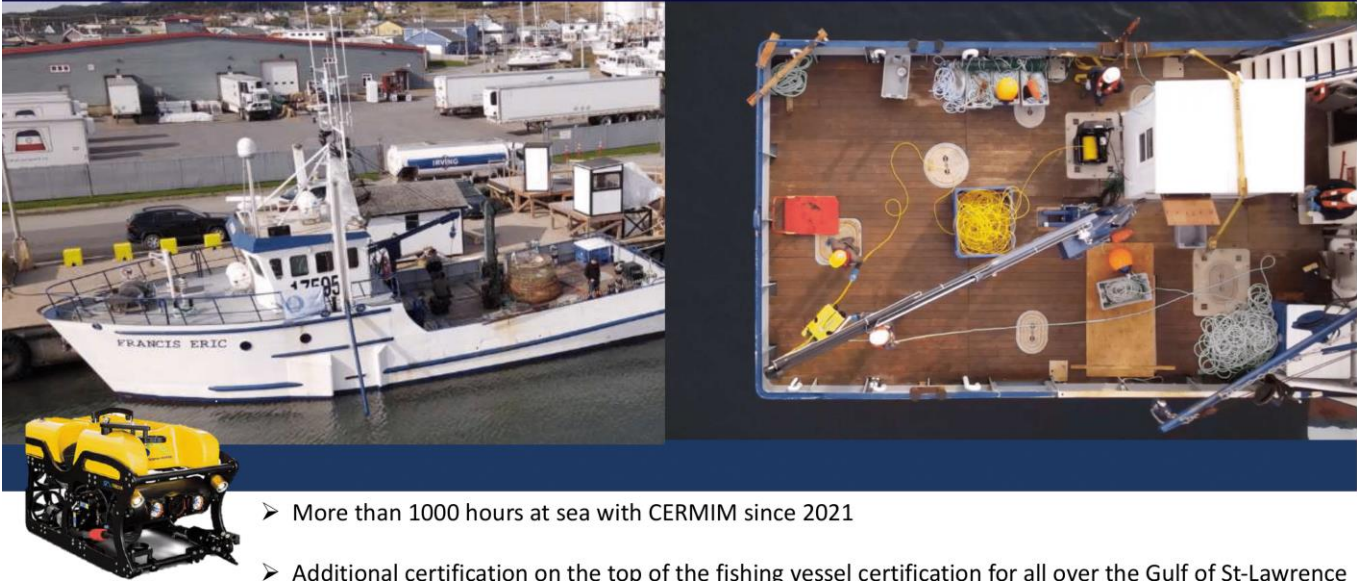 IRVING
17595
FRANCIS ERIC
➤ More than 1000 hours at sea with CERMIM since 2021
➤ Additional certification on the top of the fishing vessel certification for all over the Gulf of St-Lawrence